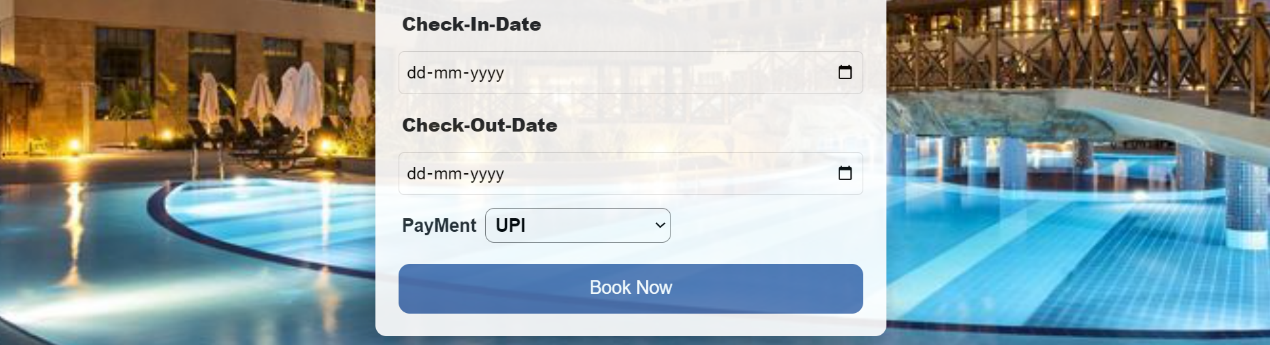 Check-In-Date
dd-mm-yyyy
Check-Out-Date
dd-mm-yyyy
PayMent UPI
Book Now